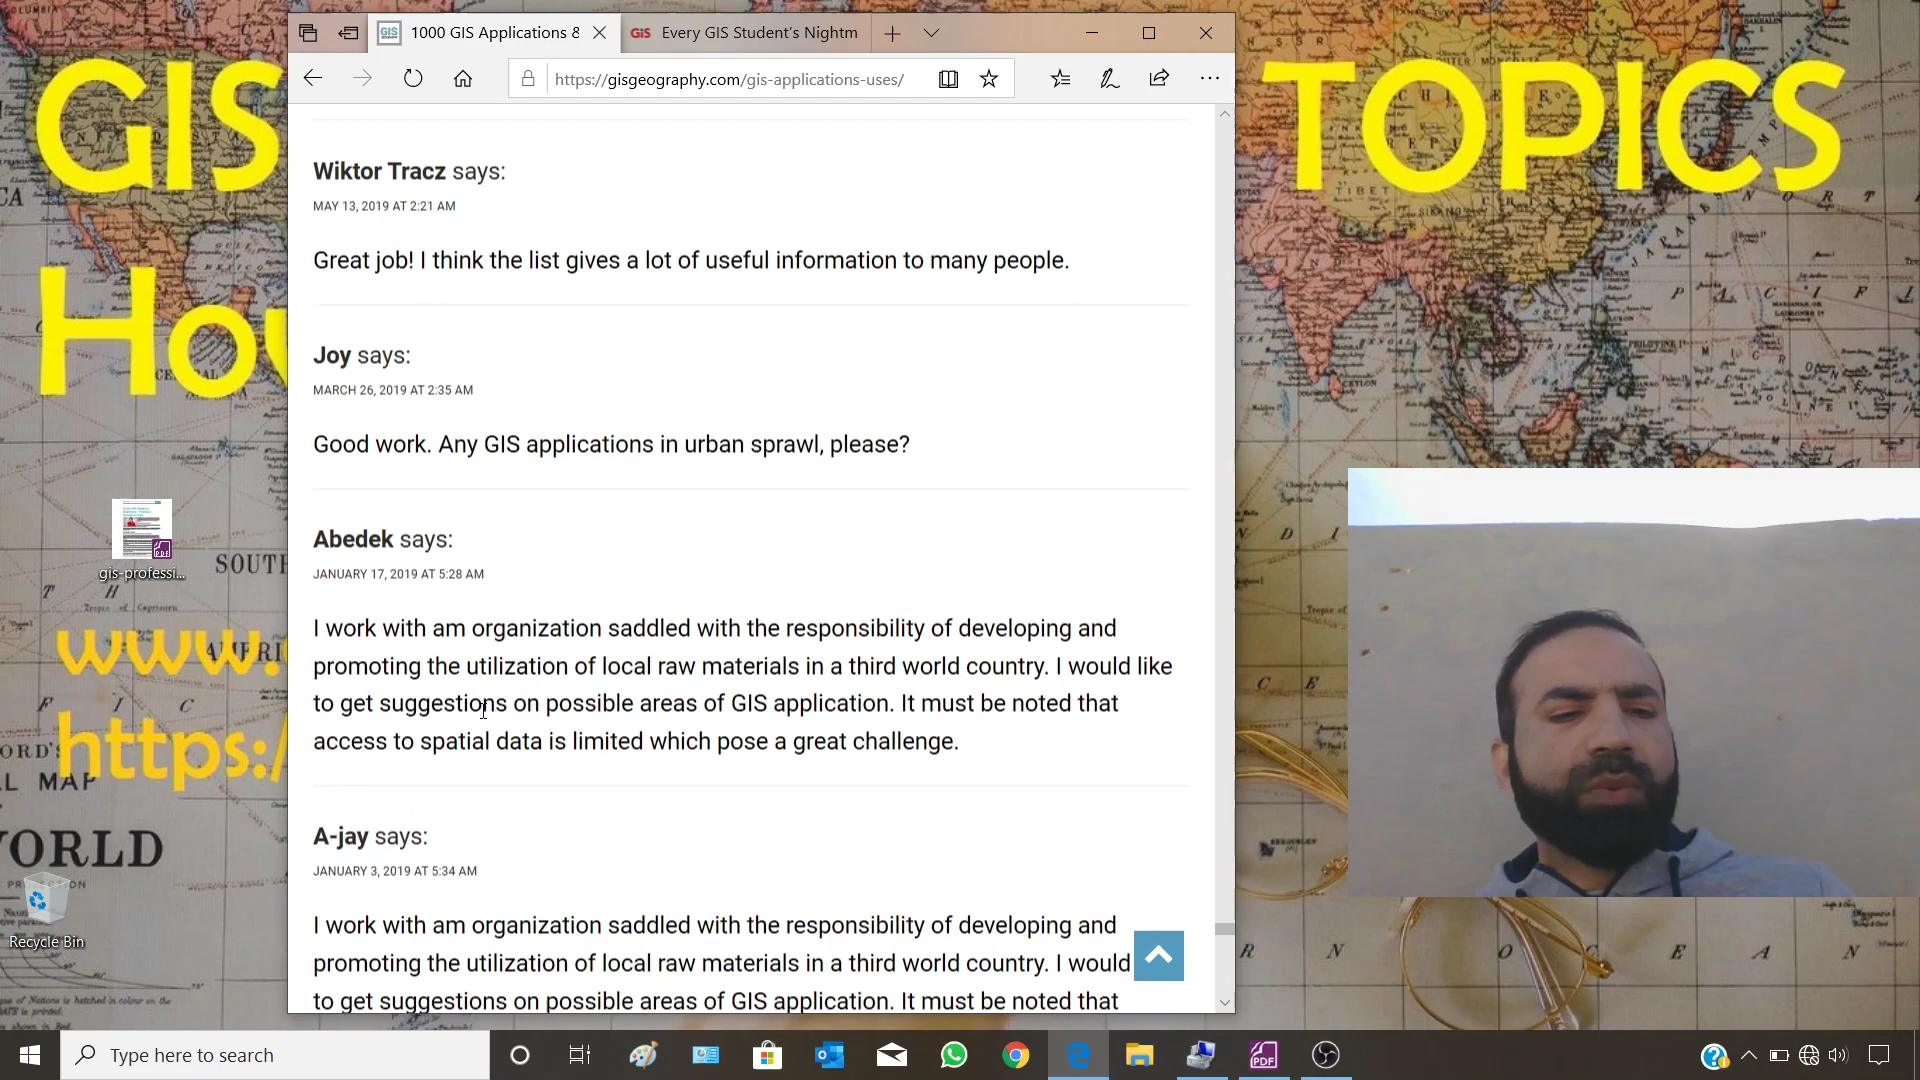 GIS
TOPICS
How
www.
https:/
1000 GIS Applications &
Every GIS Student's Nightm
https://gisgeography.com/gis-applications-uses/
Wiktor Tracz says:
MAY 13, 2019 AT 2:21 AM
Great job! I think the list gives a lot of useful information to many people.
Joy says:
MARCH 26, 2019 AT 2:35 AM
Good work. Any GIS applications in urban sprawl, please?
Abedek says:
JANUARY 17, 2019 AT 5:28 AM
I work with am organization saddled with the responsibility of developing and
promoting the utilization of local raw materials in a third world country. I would like
to get suggestions on possible areas of GIS application. It must be noted that
access to spatial data is limited which pose a great challenge.
A-jay says:
JANUARY 3, 2019 AT 5:34 AM
I work with am organization saddled with the responsibility of developing and
promoting the utilization of local raw materials in a third world country. I would
to get suggestions on possible areas of GIS application. It must be noted that
gis-professi...
Recycle Bin
Type here to search